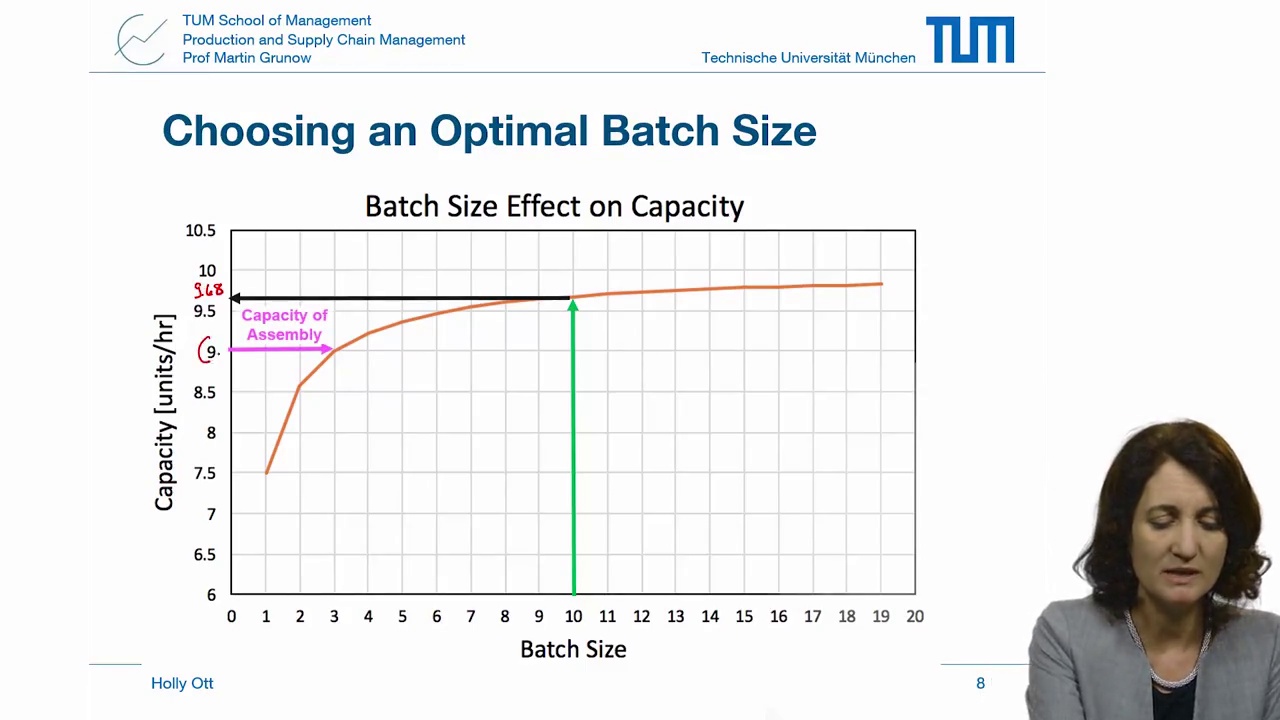 TUM School of Management
Production and Supply Chain Management
Prof Martin Grunow
Technische Universität München
TUM
Choosing an Optimal Batch Size
Batch Size Effect on Capacity
Capacity [units/hr]
10.5
10
9.68
9.5
Capacity of
Assembly
(9.
8.5
8
7.5
7
6.5
6
0 1 2 3 4 5 6 7 8 9 10 11 12 13 14 15 16 17 18 19 20
Batch Size
Holly Ott
8